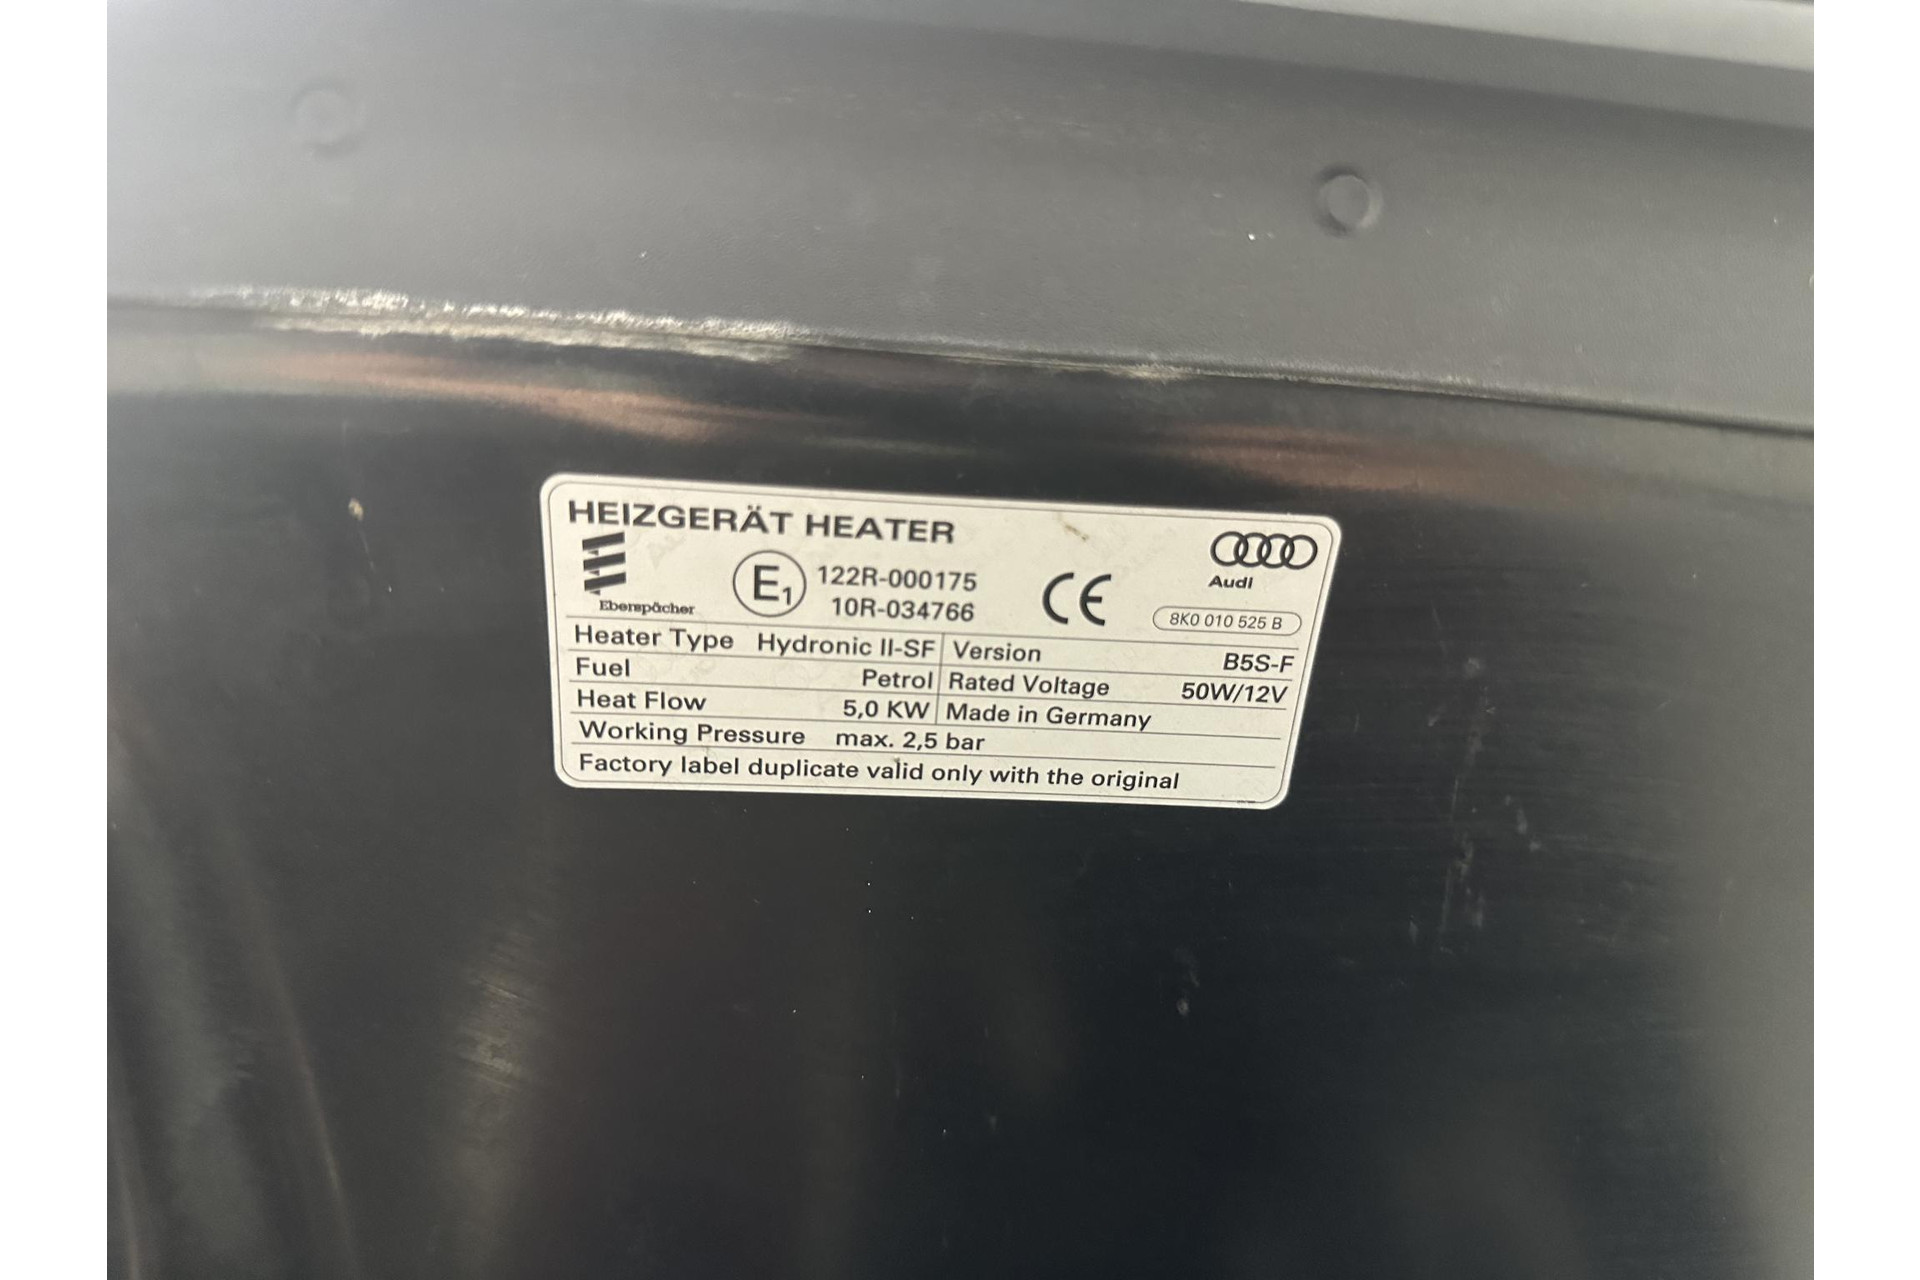 HEIZGERÄT HEATER
Eberspächer
E1
122R-000175
10R-034766
CE
Audi
8K0 010 525 B
Heater Type Hydronic II-SF Version B5S-F
Fuel Petrol Rated Voltage 50W/12V
Heat Flow 5,0 KW Made in Germany
Working Pressure max. 2,5 bar
Factory label duplicate valid only with the original